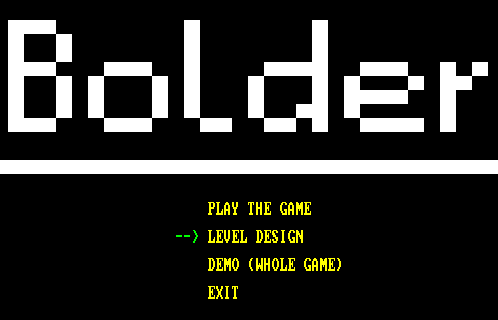 Bolder
PLAY THE GAME
--> LEVEL DESIGN
DEMO (WHOLE GAME)
EXIT